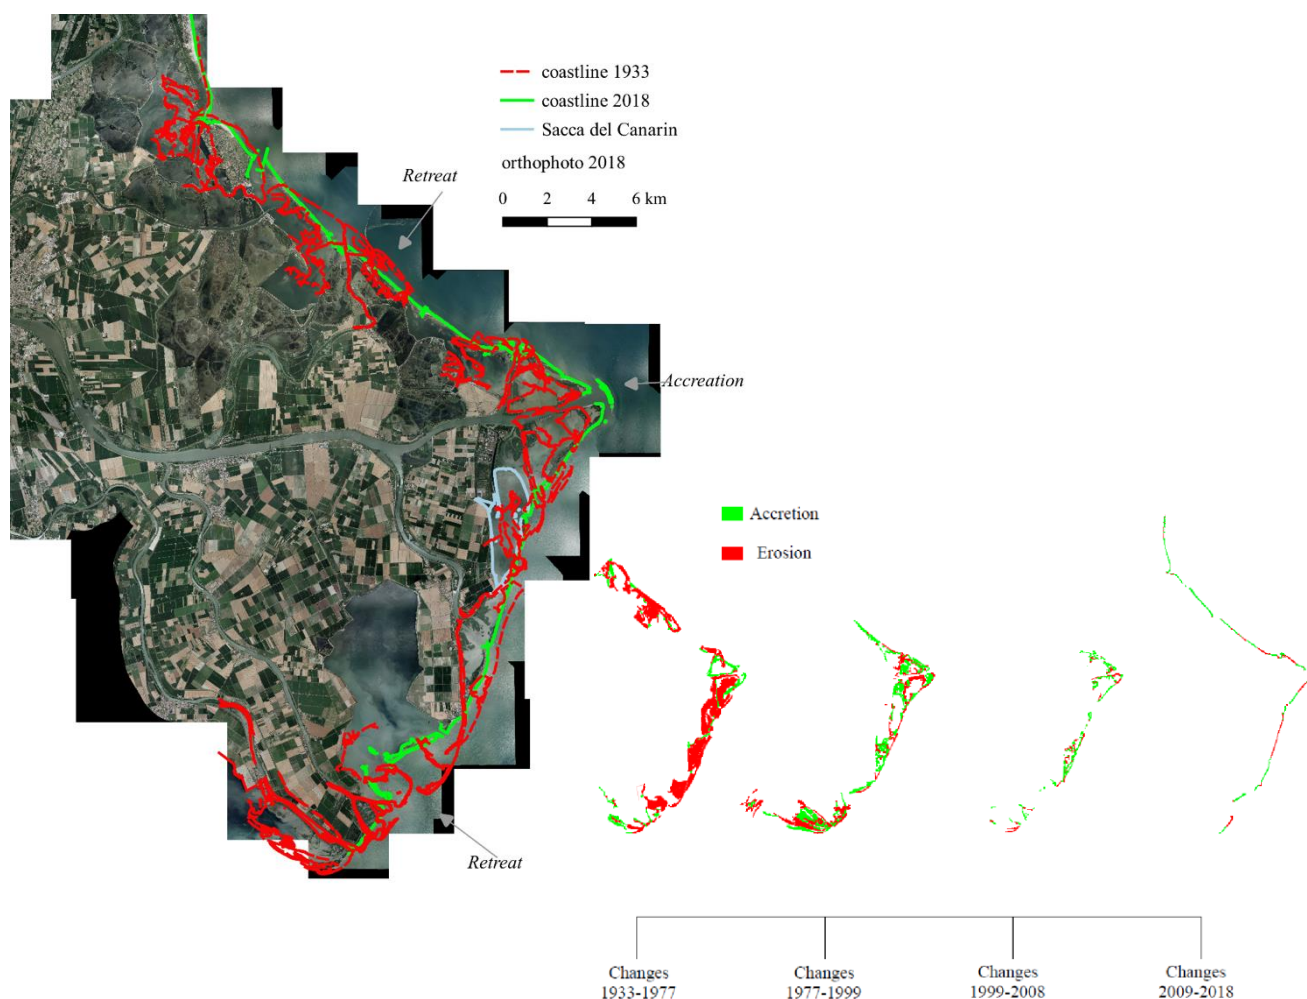 coastline 1933
coastline 2018
Sacca del Canarin
orthophoto 2018
0 2 4 6 km
Retreat
Accreation
Accretion
Erosion
Retreat
Changes
1933-1977
Changes
1977-1999
Changes
1999-2008
Changes
2009-2018